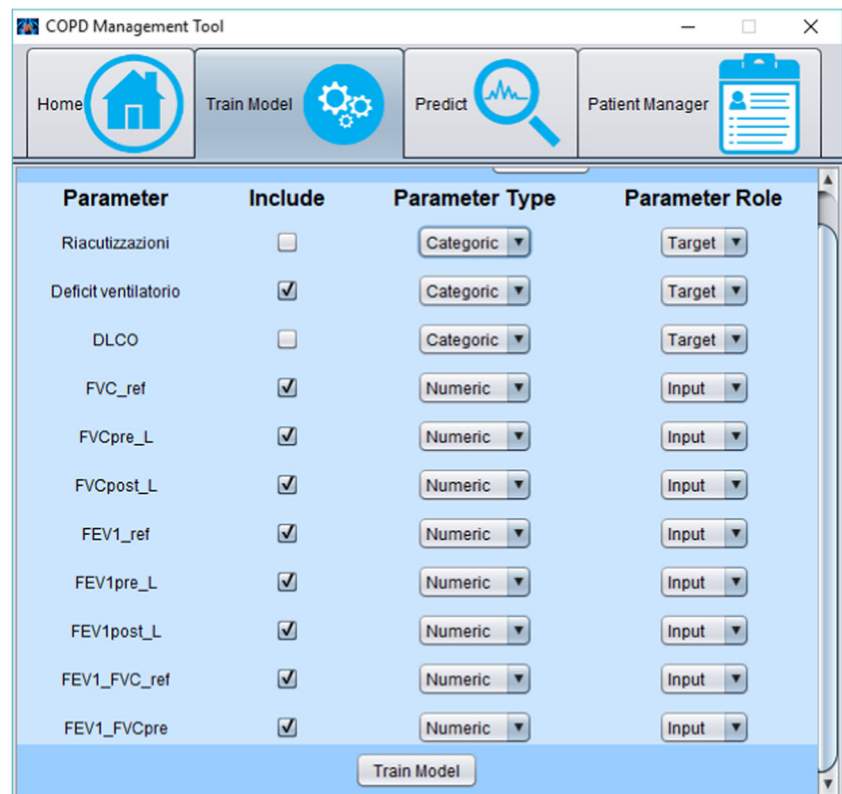 COPD Management Tool
Home Train Model Predict Patient Manager
Parameter Include Parameter Type Parameter Role
Riacutizzazioni Categoric Target
Deficit ventilatorio Categoric Target
DLCO Categoric Target
FVC_ref Numeric Input
FVCpre_L Numeric Input
FVCpost_L Numeric Input
FEV1_ref Numeric Input
FEV1pre_L Numeric Input
FEV1post_L Numeric Input
FEV1_FVC_ref Numeric Input
FEV1_FVCpre Numeric Input
Train Model